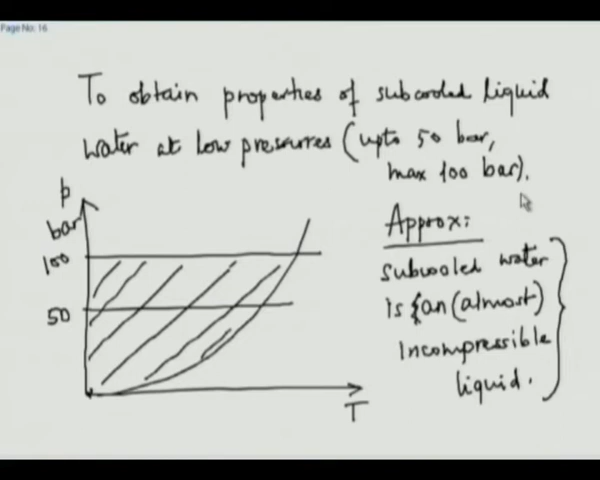 Page No: 16
To obtain properties of subcooled liquid
water at low pressures (upto 50 bar,
max 100 bar).
p
bar
100
50
T
Approx:
subcooled water
is {an (almost)
incompressible
liquid.